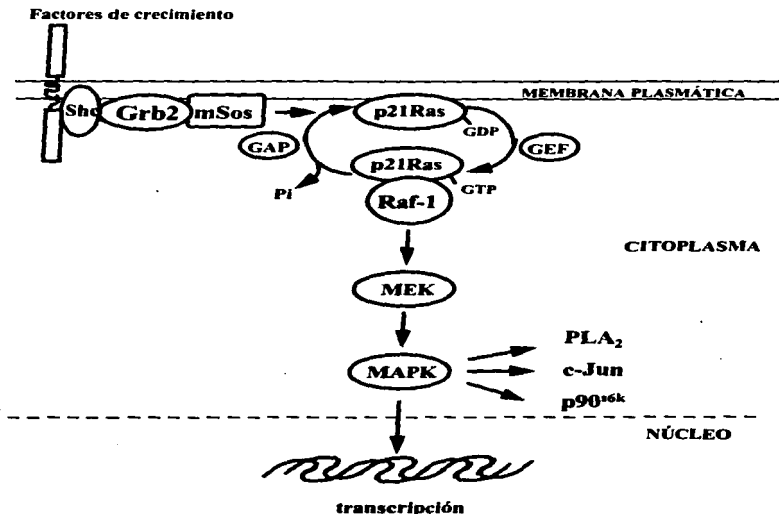 Factores de crecimiento
MEMBRANA PLASMÁTICA
Shc Grb2 mSos
p21Ras
GDP
GAP
GEF
p21Ras
GTP
Pi
Raf-1
CITOPLASMA
MEK
PLA₂
MAPK
c-Jun
p90ˢ⁶ᵏ
NÚCLEO
transcripción